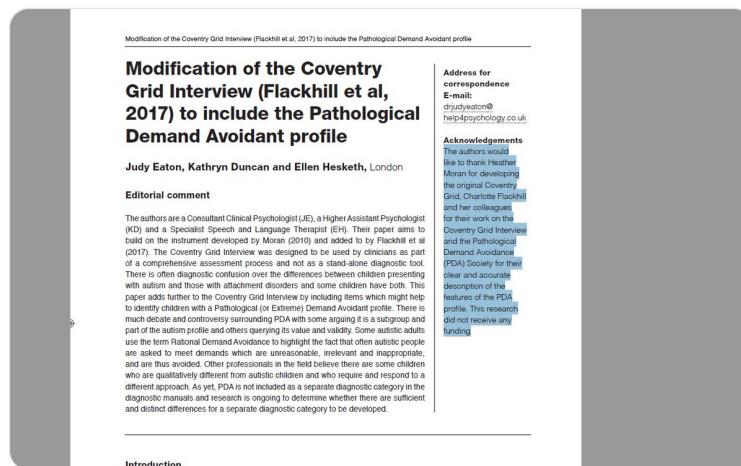 Modification of the Coventry Grid Interview (Flackhill et al, 2017) to include the Pathological Demand Avoidant profile
Modification of the Coventry
Grid Interview (Flackhill et al,
2017) to include the Pathological
Demand Avoidant profile
Judy Eaton, Kathryn Duncan and Ellen Hesketh, London
Editorial comment
The authors are a Consultant Clinical Psychologist (JE), a Higher Assistant Psychologist
(KD) and a Specialist Speech and Language Therapist (EH). Their paper aims to
build on the instrument developed by Moran (2010) and added to by Flackhill et al
(2017). The Coventry Grid Interview was designed to be used by clinicians as part
of a comprehensive assessment process and not as a stand-alone diagnostic tool.
There is often diagnostic confusion over the differences between children presenting
with autism and those with attachment disorders and some children have both. This
paper adds further to the Coventry Grid Interview by including items which might help
to identify children with a Pathological (or Extreme) Demand Avoidant profile. There is
much debate and controversy surrounding PDA with some arguing it is a subgroup and
part of the autism profile and others querying its value and validity. Some autistic adults
use the term Rational Demand Avoidance to highlight the fact that often autistic people
are asked to meet demands which are unreasonable, irrelevant and inappropriate,
and are thus avoided. Other professionals in the field believe there are some children
who are qualitatively different from autistic children and who require and respond to a
different approach. As yet, PDA is not included as a separate diagnostic category in the
diagnostic manuals and research is ongoing to determine whether there are sufficient
and distinct differences for a separate diagnostic category to be developed.
Address for
correspondence
E-mail:
drjudyeaton@
help4psychology.co.uk
Acknowledgements
The authors would
like to thank Heather
Moran for developing
the original Coventry
Grid, Charlotte Flackhill
and her colleagues
for their work on the
Coventry Grid Interview
and the Pathological
Demand Avoidance
(PDA) Society for their
clear and accurate
description of the
features of the PDA
profile. This research
did not receive any
funding
Introduction